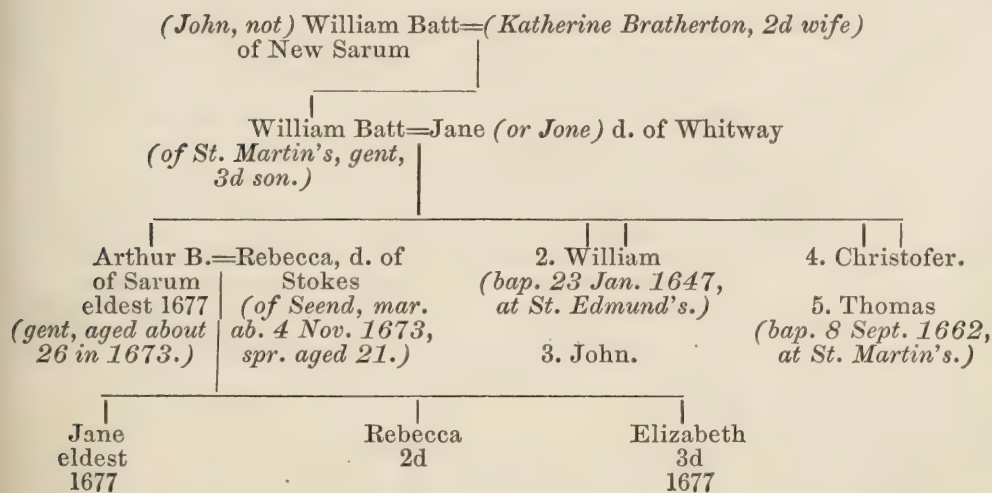 (John, not) William Batt=(Katherine Bratherton, 2d wife)
of New Sarum
William Batt=Jane (or Jone) d. of Whitway
(of St. Martin's, gent,
3d son.)
Arthur B.=Rebecca, d. of
of Sarum Stokes
eldest 1677 (of Seend, mar.
(gent, aged about ab. 4 Nov. 1673,
26 in 1673.) spr. aged 21.)
2. William
(bap. 23 Jan. 1647,
at St. Edmund's.)
3. John.
4. Christofer.
5. Thomas
(bap. 8 Sept. 1662,
at St. Martin's.)
Jane
eldest
1677
Rebecca
2d
Elizabeth
3d
1677